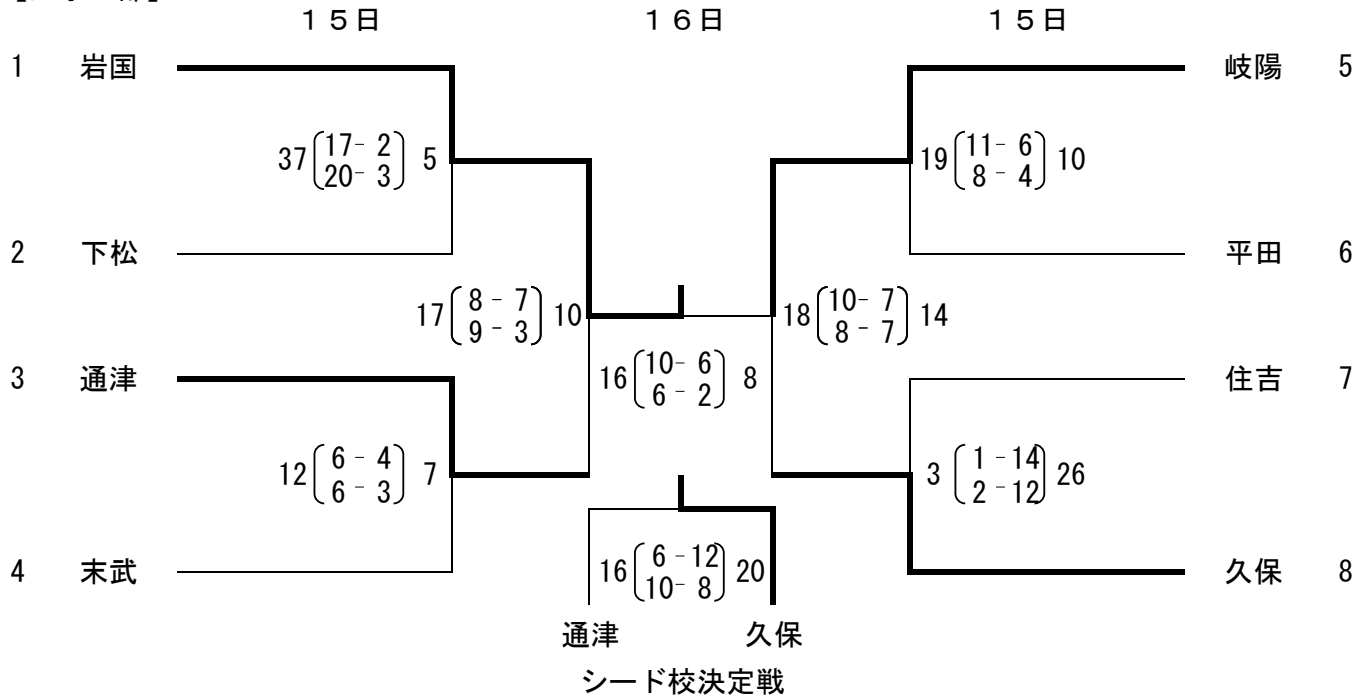 １５日 １６日 １５日
1 岩国 岐陽 5
37 17- 2 5 19 11- 6 10
20- 3 8 - 4
2 下松 平田 6
17 8 - 7 10 18 10- 7 14
9 - 3 8 - 7
3 通津 16 10- 6 8 住吉 7
6 - 2
12 6 - 4 7 3 1 -14 26
6 - 3 2 -12
4 末武 16 6 -12 20 久保 8
10- 8
通津 久保
シード校決定戦